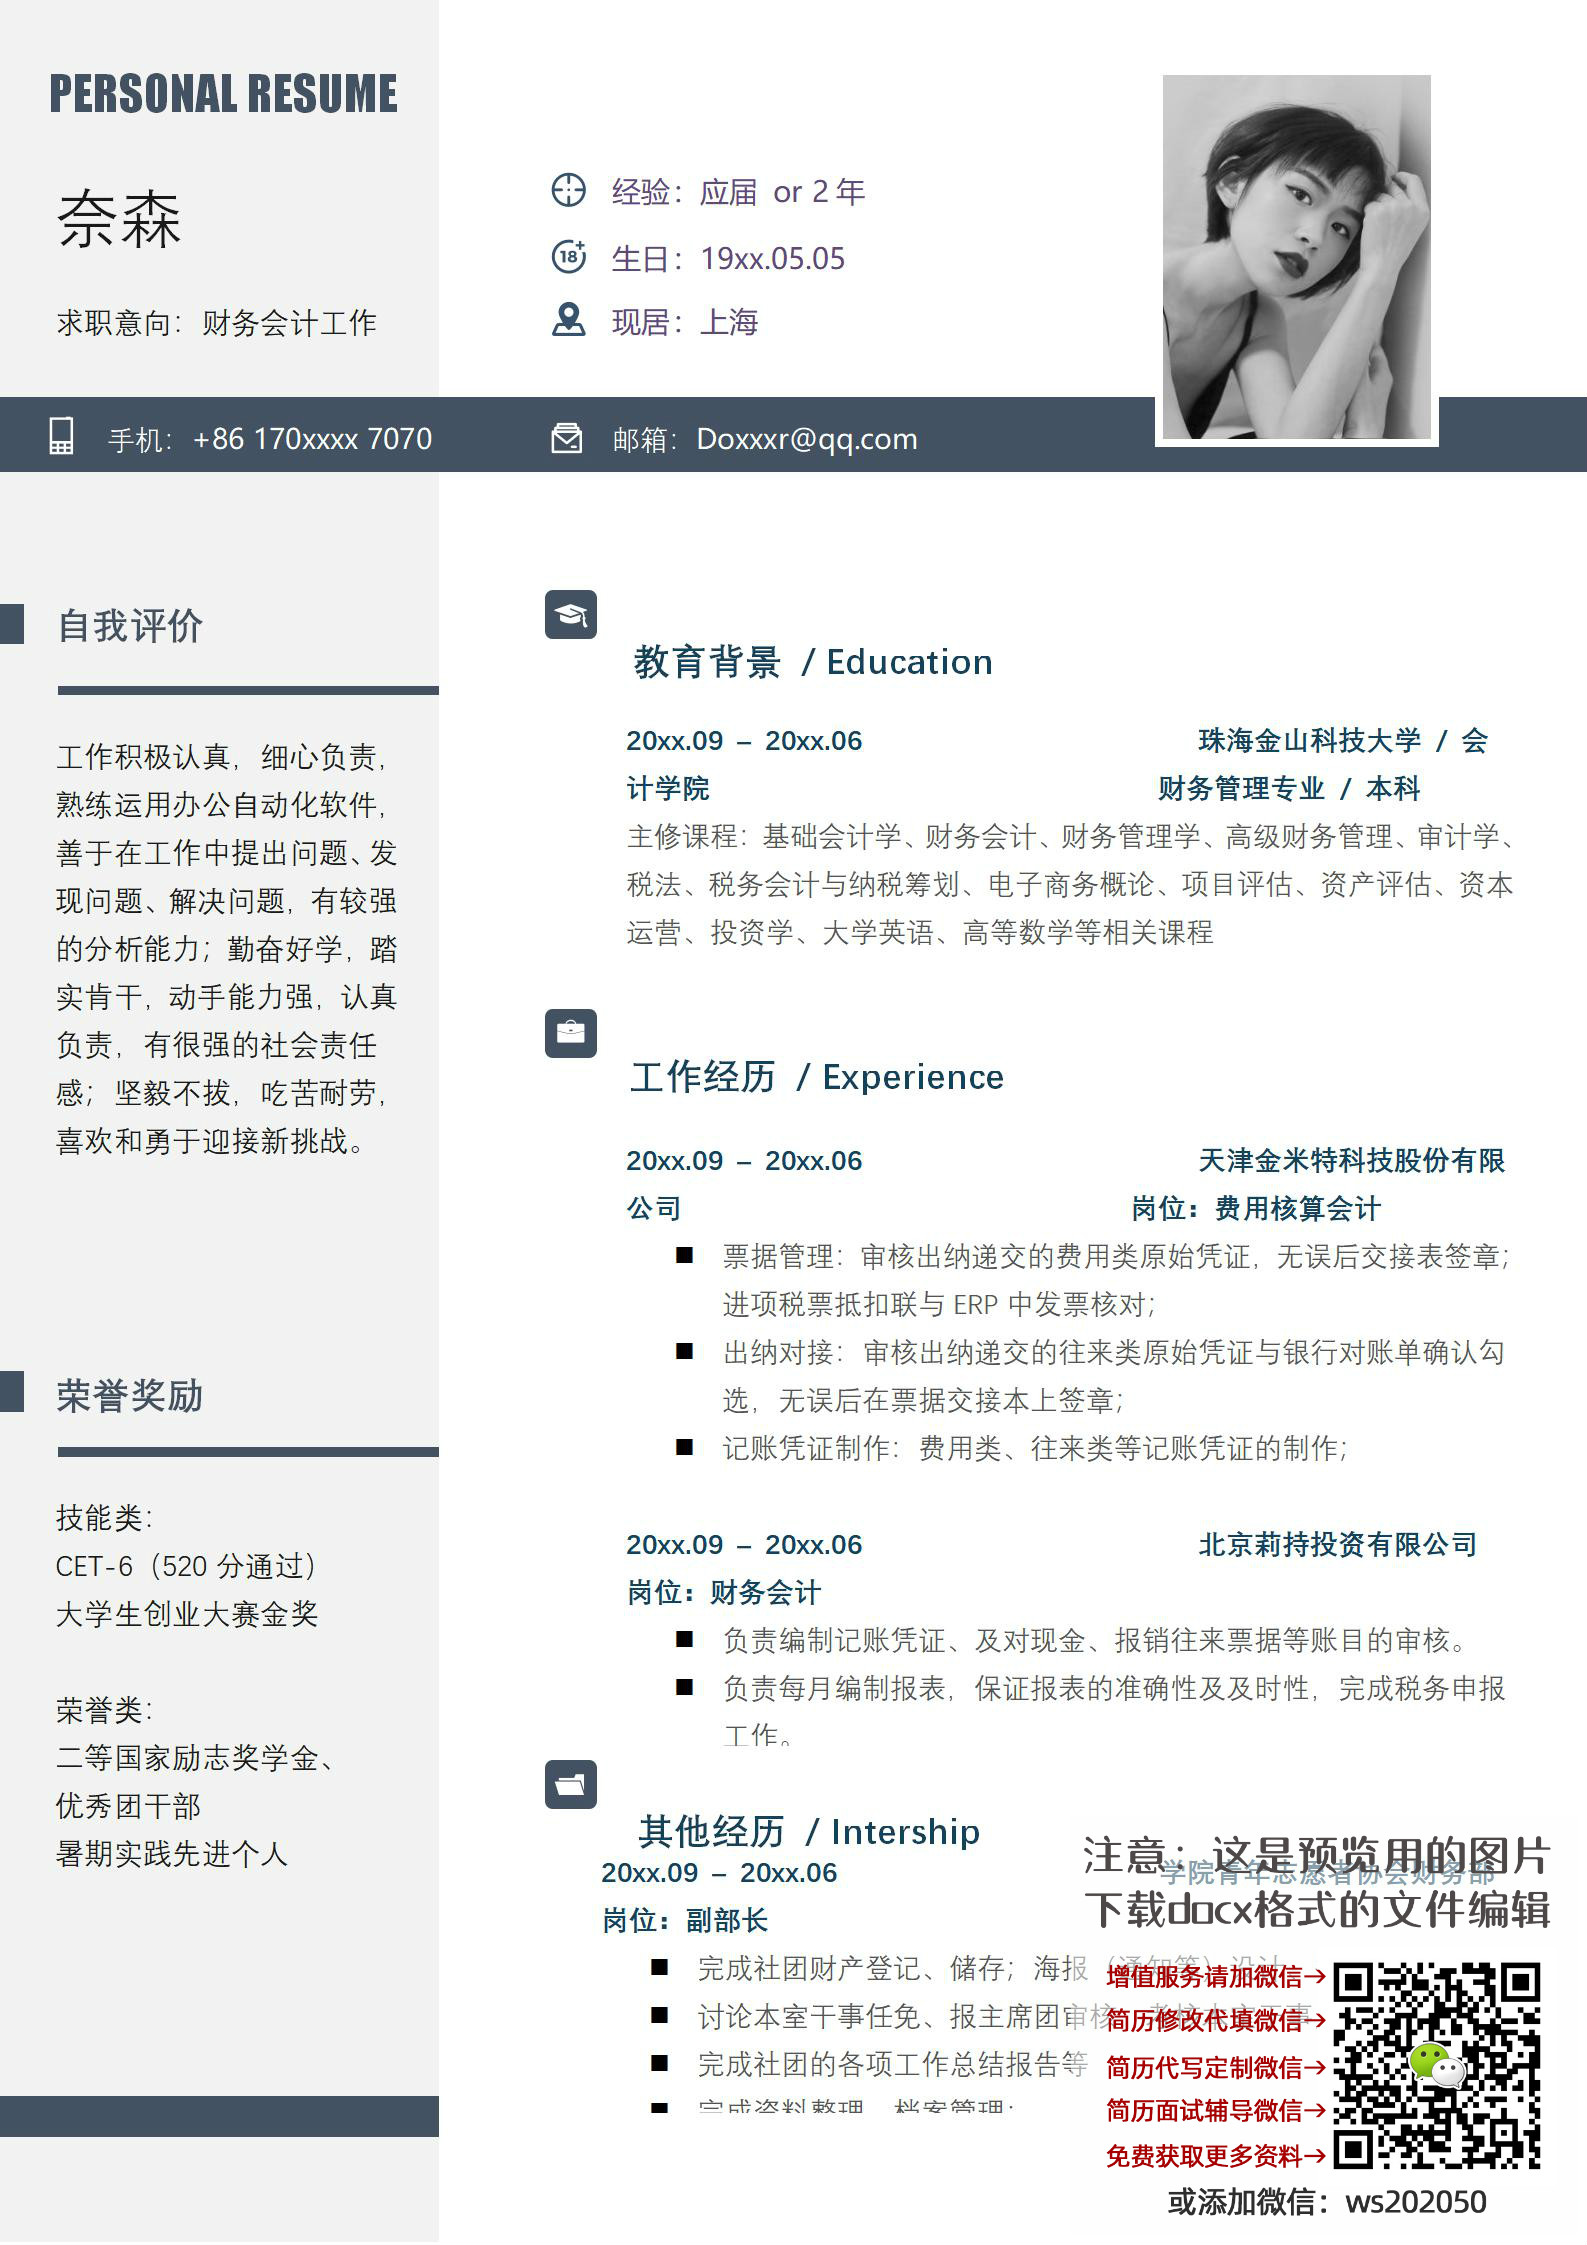 PERSONAL RESUME
奈森
求职意向：财务会计工作
经验：应届 or 2 年
生日：19xx.05.05
现居：上海
手机：+86 170xxxx 7070
邮箱：Doxxxr@qq.com
自我评价
工作积极认真，细心负责，
熟练运用办公自动化软件，
善于在工作中提出问题、发
现问题、解决问题，有较强
的分析能力；勤奋好学，踏
实肯干，动手能力强，认真
负责，有很强的社会责任
感；坚毅不拔，吃苦耐劳，
喜欢和勇于迎接新挑战。
荣誉奖励
技能类：
CET-6（520 分通过）
大学生创业大赛金奖
荣誉类：
二等国家励志奖学金、
优秀团干部
暑期实践先进个人
教育背景 / Education
20xx.09 – 20xx.06 珠海金山科技大学 / 会
计学院 财务管理专业 / 本科
主修课程：基础会计学、财务会计、财务管理学、高级财务管理、审计学、
税法、税务会计与纳税筹划、电子商务概论、项目评估、资产评估、资本
运营、投资学、大学英语、高等数学等相关课程
工作经历 / Experience
20xx.09 – 20xx.06 天津金米特科技股份有限
公司 岗位：费用核算会计
票据管理：审核出纳递交的费用类原始凭证，无误后交接表签章；
进项税票抵扣联与 ERP 中发票核对；
出纳对接：审核出纳递交的往来类原始凭证与银行对账单确认勾
选，无误后在票据交接本上签章；
记账凭证制作：费用类、往来类等记账凭证的制作；
20xx.09 – 20xx.06 北京莉持投资有限公司
岗位：财务会计
负责编制记账凭证、及对现金、报销往来票据等账目的审核。
负责每月编制报表，保证报表的准确性及及时性，完成税务申报
工作。
其他经历 / Intership
20xx.09 – 20xx.06 学院青年志愿者协会财务部
岗位：副部长
完成社团财产登记、储存；海报（通知等）设计
讨论本室干事任免、报主席团审核
完成社团的各项工作总结报告等
完成资料整理、档案管理；
注意：这是预览用的图片
下载docx格式的文件编辑
增值服务请加微信→
简历修改代填微信→
简历代写定制微信→
简历面试辅导微信→
免费获取更多资料→
或添加微信：ws202050